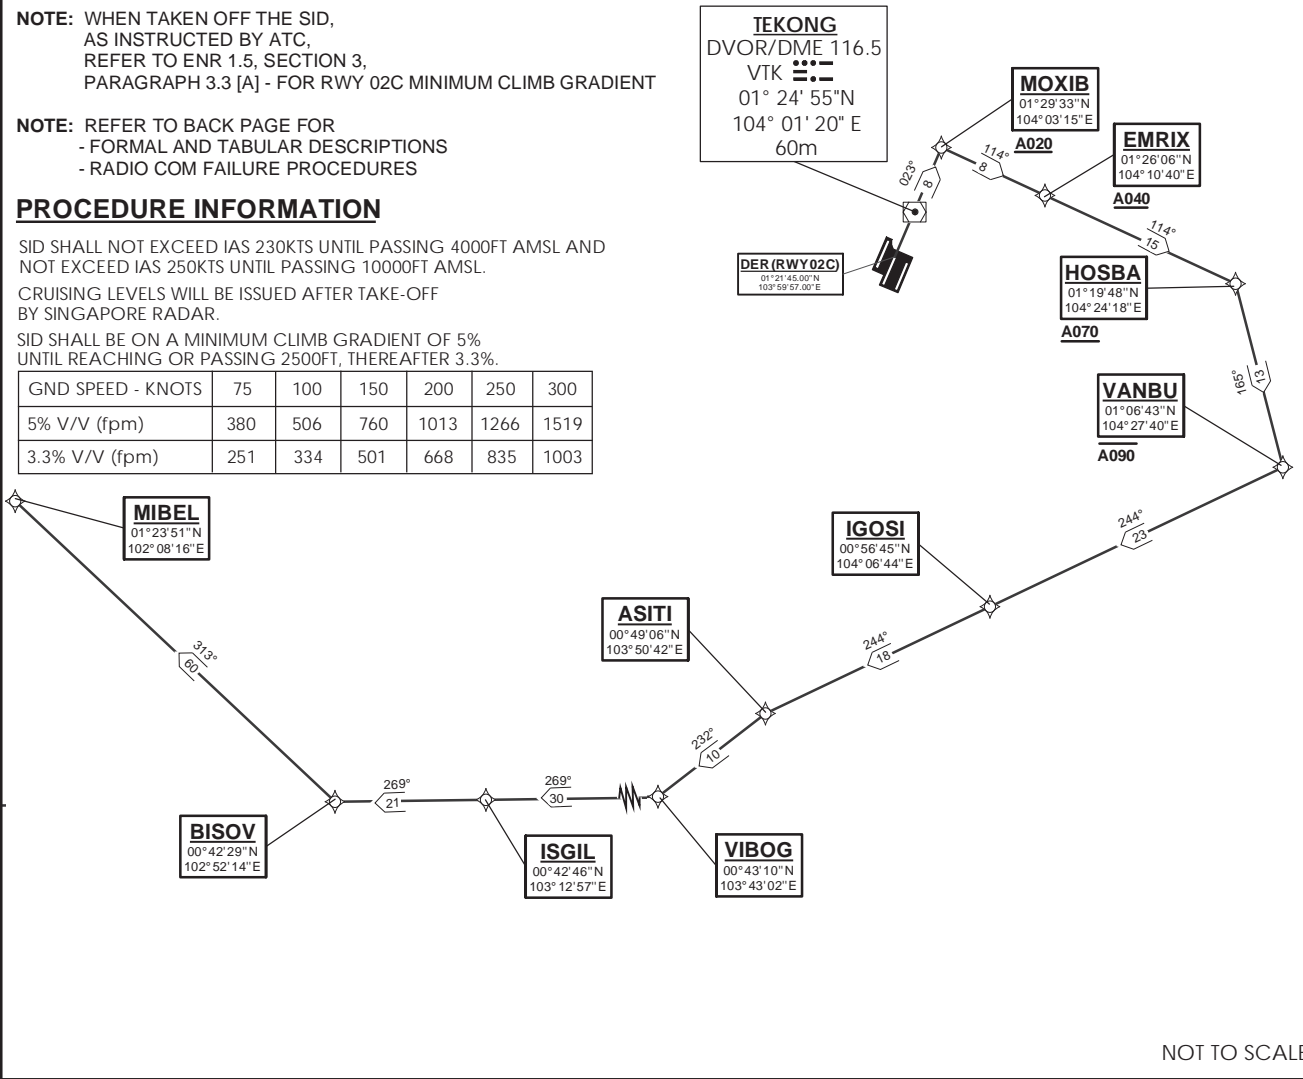 NOTE: WHEN TAKEN OFF THE SID,
AS INSTRUCTED BY ATC,
REFER TO ENR 1.5, SECTION 3,
PARAGRAPH 3.3 [A] - FOR RWY 02C MINIMUM CLIMB GRADIENT
NOTE: REFER TO BACK PAGE FOR
- FORMAL AND TABULAR DESCRIPTIONS
- RADIO COM FAILURE PROCEDURES
PROCEDURE INFORMATION
SID SHALL NOT EXCEED IAS 230KTS UNTIL PASSING 4000FT AMSL AND
NOT EXCEED IAS 250KTS UNTIL PASSING 10000FT AMSL.
CRUISING LEVELS WILL BE ISSUED AFTER TAKE-OFF
BY SINGAPORE RADAR.
SID SHALL BE ON A MINIMUM CLIMB GRADIENT OF 5%
UNTIL REACHING OR PASSING 2500FT, THEREAFTER 3.3%.
GND SPEED - KNOTS 75 100 150 200 250 300
5% V/V (fpm) 380 506 760 1013 1266 1519
3.3% V/V (fpm) 251 334 501 668 835 1003
TEKONG
DVOR/DME 116.5
VTK
01° 24' 55"N
104° 01' 20" E
60m
MOXIB
01°29'33"N
104°03'15"E
A020
EMRIX
01°26'06"N
104°10'40"E
A040
023°
8
114°
8
114°
15
DER (RWY02C)
01°21'45.00"N
103°59'57.00"E
HOSBA
01°19'48"N
104°24'18"E
A070
165°
13
VANBU
01°06'43"N
104°27'40"E
A090
244°
23
IGOSI
00°56'45"N
104°06'44"E
244°
18
ASITI
00°49'06"N
103°50'42"E
232°
10
VIBOG
00°43'10"N
103°43'02"E
269°
30
ISGIL
00°42'46"N
103°12'57"E
269°
21
BISOV
00°42'29"N
102°52'14"E
313°
60
MIBEL
01°23'51"N
102°08'16"E
NOT TO SCALE